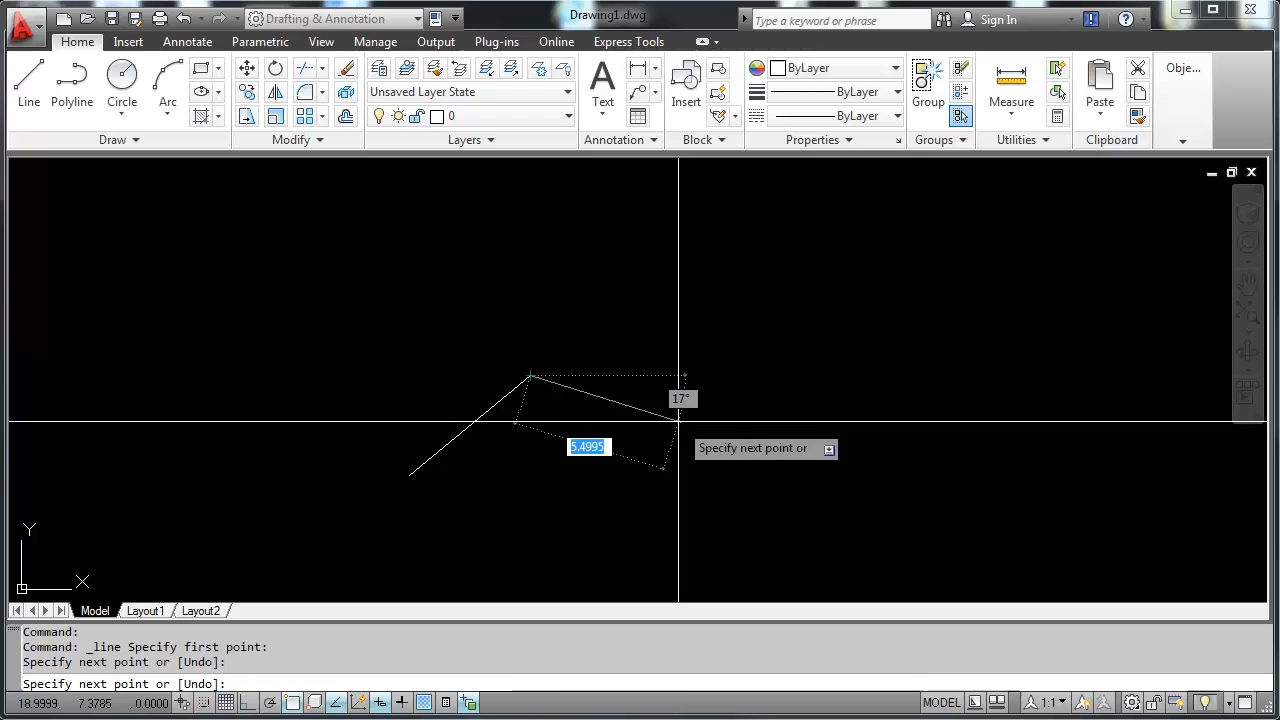 Drafting & Annotation
Drawing1.dwg
Type a keyword or phrase
Sign In
Home Insert Annotate Parametric View Manage Output Plug-ins Online Express Tools
Line
Polyline
Circle
Arc
Unsaved Layer State
0
Text
Insert
ByLayer
ByLayer
ByLayer
Group
Measure
Paste
Obje...
Draw
Modify
Layers
Annotation
Block
Properties
Groups
Utilities
Clipboard
17°
5.4995
Specify next point or
Y
X
Model Layout1 Layout2
Command:
Command: _line Specify first point:
Specify next point or [Undo]:
Specify next point or [Undo]:
18.9999, 7.3785 , 0.0000
MODEL
1:1